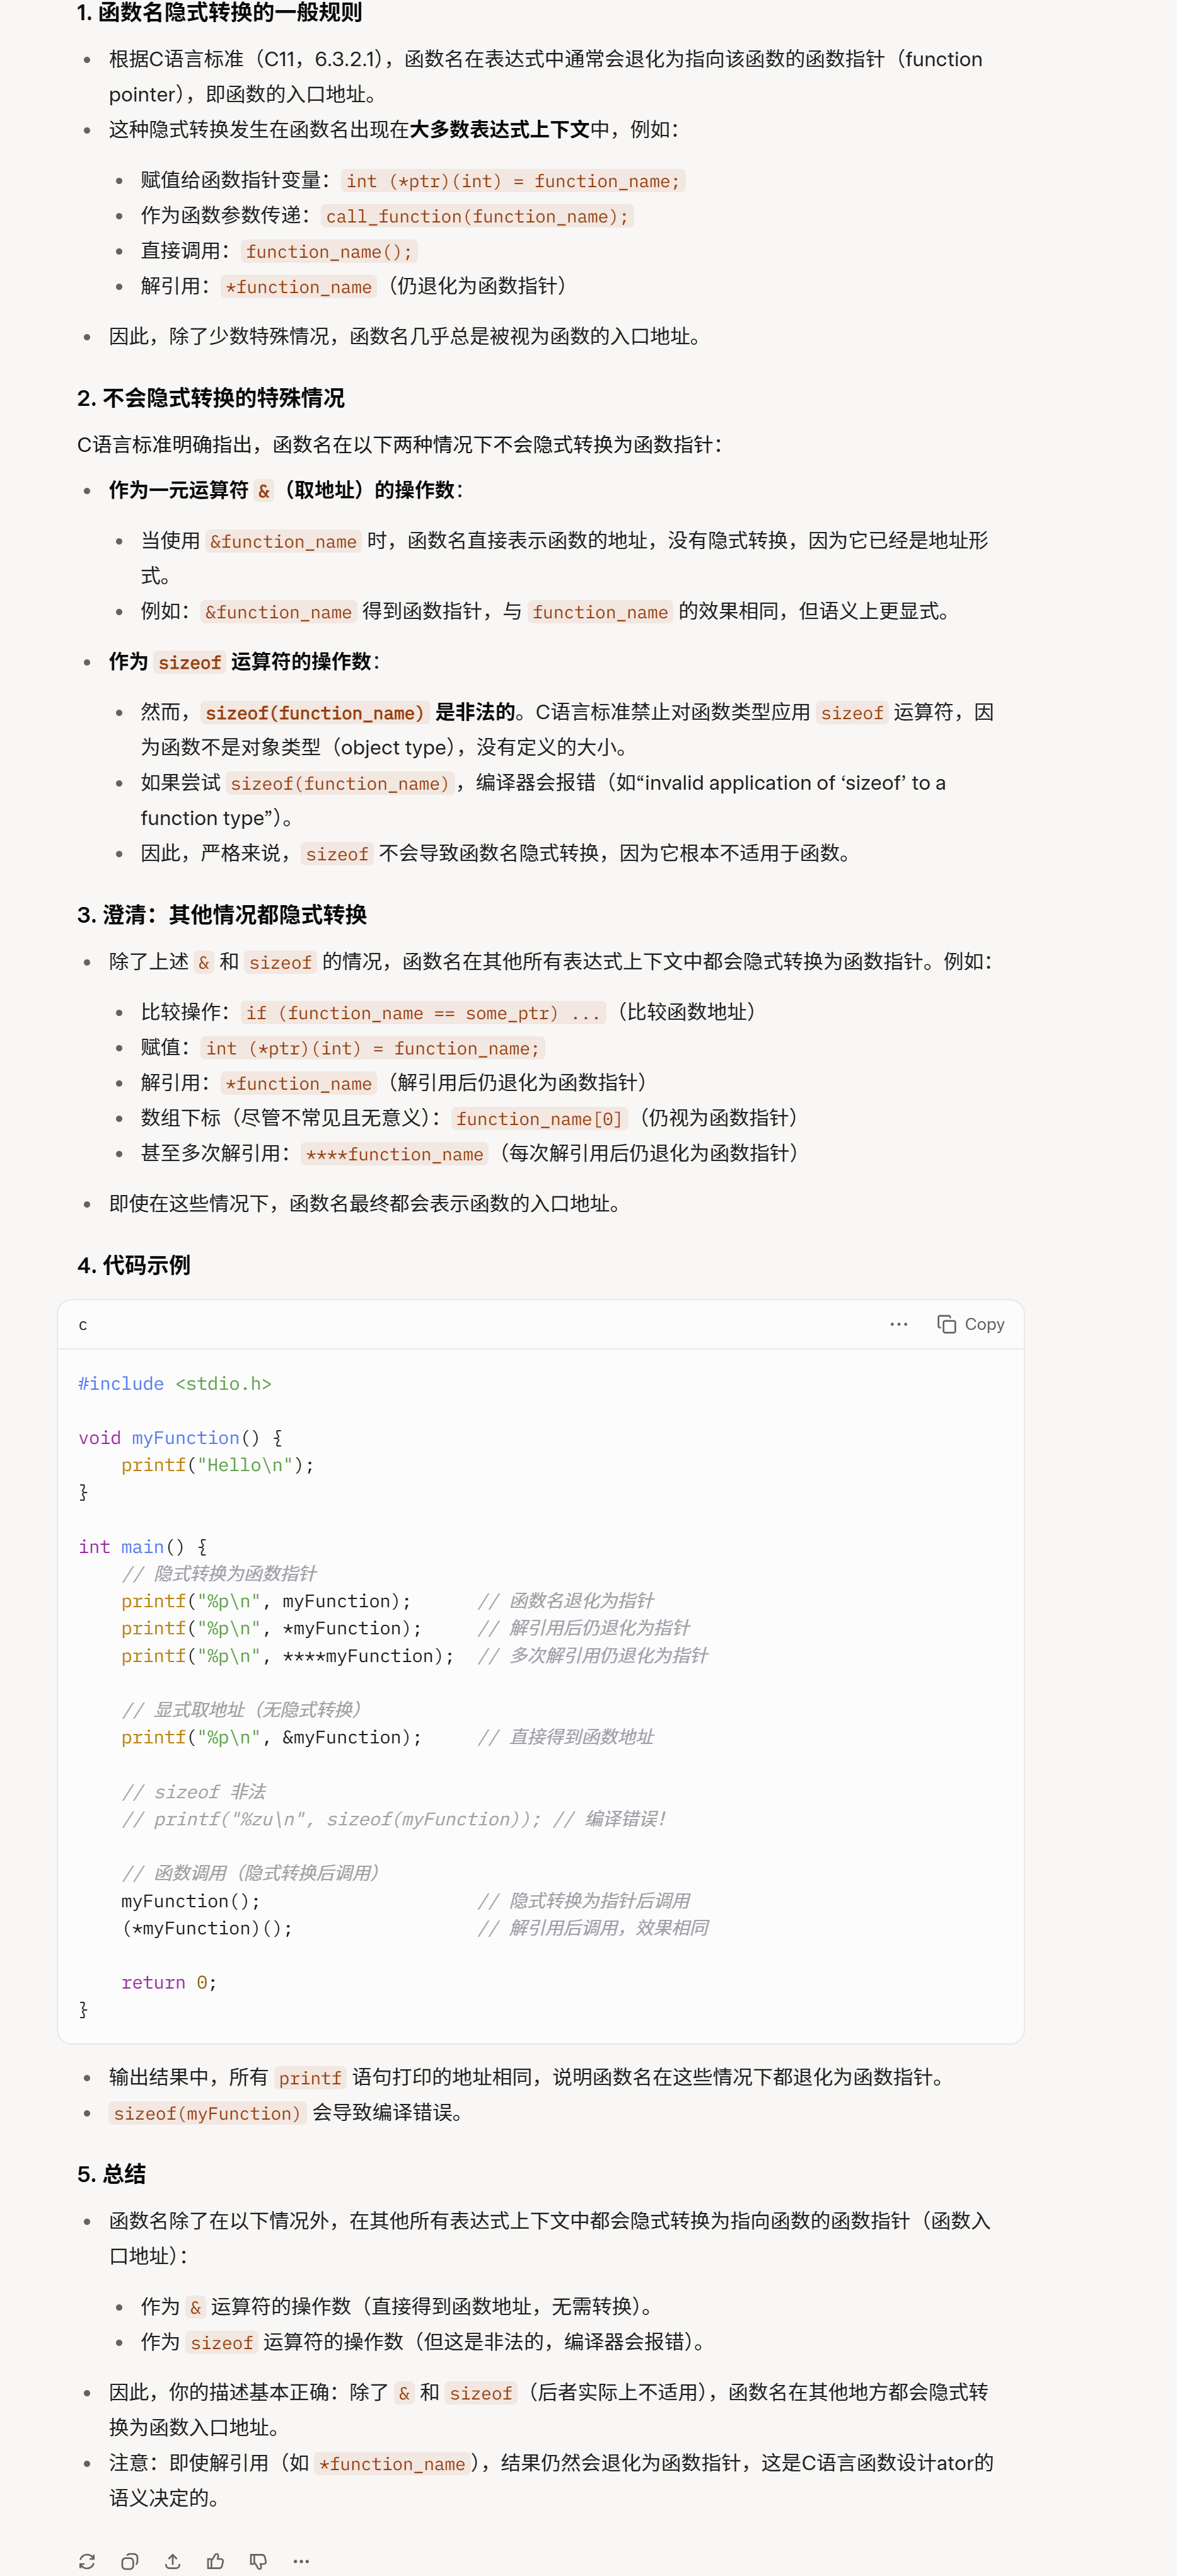 1. 函数名隐式转换的一般规则
根据C语言标准（C11，6.3.2.1），函数名在表达式中通常会退化为指向该函数的函数指针（function
pointer），即函数的入口地址。
这种隐式转换发生在函数名出现在大多数表达式上下文中，例如：
赋值给函数指针变量：int (*ptr)(int) = function_name;
作为函数参数传递：call_function(function_name);
直接调用：function_name();
解引用：*function_name（仍退化为函数指针）
因此，除了少数特殊情况，函数名几乎总是被视为函数的入口地址。
2. 不会隐式转换的特殊情况
C语言标准明确指出，函数名在以下两种情况下不会隐式转换为函数指针：
作为一元运算符 &（取地址）的操作数：
当使用 &function_name 时，函数名直接表示函数的地址，没有隐式转换，因为它已经是地址形
式。
例如：&function_name 得到函数指针，与 function_name 的效果相同，但语义上更显式。
作为 sizeof 运算符的操作数：
然而，sizeof(function_name) 是非法的。C语言标准禁止对函数类型应用 sizeof 运算符，因
为函数不是对象类型（object type），没有定义的大小。
如果尝试 sizeof(function_name)，编译器会报错（如“invalid application of ‘sizeof’ to a
function type”）。
因此，严格来说，sizeof 不会导致函数名隐式转换，因为它根本不适用于函数。
3. 澄清：其他情况都隐式转换
除了上述 & 和 sizeof 的情况，函数名在其他所有表达式上下文中都会隐式转换为函数指针。例如：
比较操作：if (function_name == some_ptr) ...（比较函数地址）
赋值：int (*ptr)(int) = function_name;
解引用：*function_name（解引用后仍退化为函数指针）
数组下标（尽管不常见且无意义）：function_name[0]（仍视为函数指针）
甚至多次解引用：****function_name（每次解引用后仍退化为函数指针）
即使在这些情况下，函数名最终都会表示函数的入口地址。
4. 代码示例
c ··· Copy
#include <stdio.h>
void myFunction() {
    printf("Hello\n");
}
int main() {
    // 隐式转换为函数指针
    printf("%p\n", myFunction);      // 函数名退化为指针
    printf("%p\n", *myFunction);     // 解引用后仍退化为指针
    printf("%p\n", ****myFunction);  // 多次解引用仍退化为指针
    // 显式取地址（无隐式转换）
    printf("%p\n", &myFunction);     // 直接得到函数地址
    // sizeof 非法
    // printf("%zu\n", sizeof(myFunction)); // 编译错误！
    // 函数调用（隐式转换后调用）
    myFunction();                    // 隐式转换为指针后调用
    (*myFunction)();                 // 解引用后调用，效果相同
    return 0;
}
输出结果中，所有 printf 语句打印的地址相同，说明函数名在这些情况下都退化为函数指针。
sizeof(myFunction) 会导致编译错误。
5. 总结
函数名除了在以下情况外，在其他所有表达式上下文中都会隐式转换为指向函数的函数指针（函数入
口地址）：
作为 & 运算符的操作数（直接得到函数地址，无需转换）。
作为 sizeof 运算符的操作数（但这是非法的，编译器会报错）。
因此，你的描述基本正确：除了 & 和 sizeof（后者实际上不适用），函数名在其他地方都会隐式转
换为函数入口地址。
注意：即使解引用（如 *function_name），结果仍然会退化为函数指针，这是C语言函数设计ator的
语义决定的。